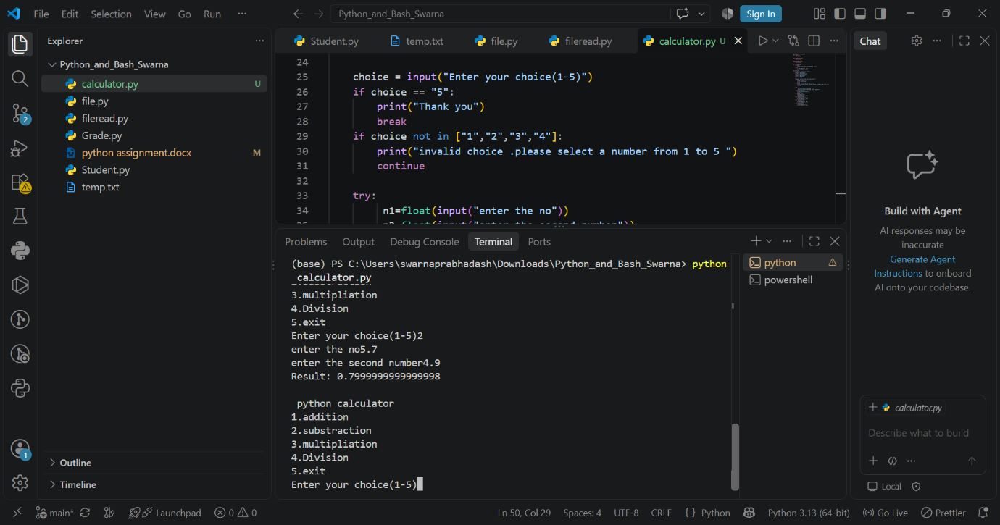 File Edit Selection View Go Run ··· Python_and_Bash_Swarna Sign In
Explorer
Python_and_Bash_Swarna
calculator.py U
file.py
fileread.py
Grade.py
python assignment.docx M
Student.py
temp.txt
Outline
Timeline
Student.py temp.txt file.py fileread.py calculator.py U
24
25 choice = input("Enter your choice(1-5)")
26 if choice == "5":
27 print("Thank you")
28 break
29 if choice not in ["1","2","3","4"]:
30 print("invalid choice .please select a number from 1 to 5 ")
31 continue
32
33 try:
34 n1=float(input("enter the no"))
Problems Output Debug Console Terminal Ports
(base) PS C:\Users\swarnaprabhadash\Downloads\Python_and_Bash_Swarna> python
calculator.py
3.multipliation
4.Division
5.exit
Enter your choice(1-5)2
enter the no5.7
enter the second number4.9
Result: 0.7999999999999998
python calculator
1.addition
2.substraction
3.multipliation
4.Division
5.exit
Enter your choice(1-5)
python
powershell
Chat
Build with Agent
AI responses may be
inaccurate
Generate Agent
Instructions to onboard
AI onto your codebase.
calculator.py
Describe what to build
Local
2
1
main* Launchpad 0 0 Ln 50, Col 29 Spaces: 4 UTF-8 CRLF { } Python Python 3.13 (64-bit) Go Live Prettier